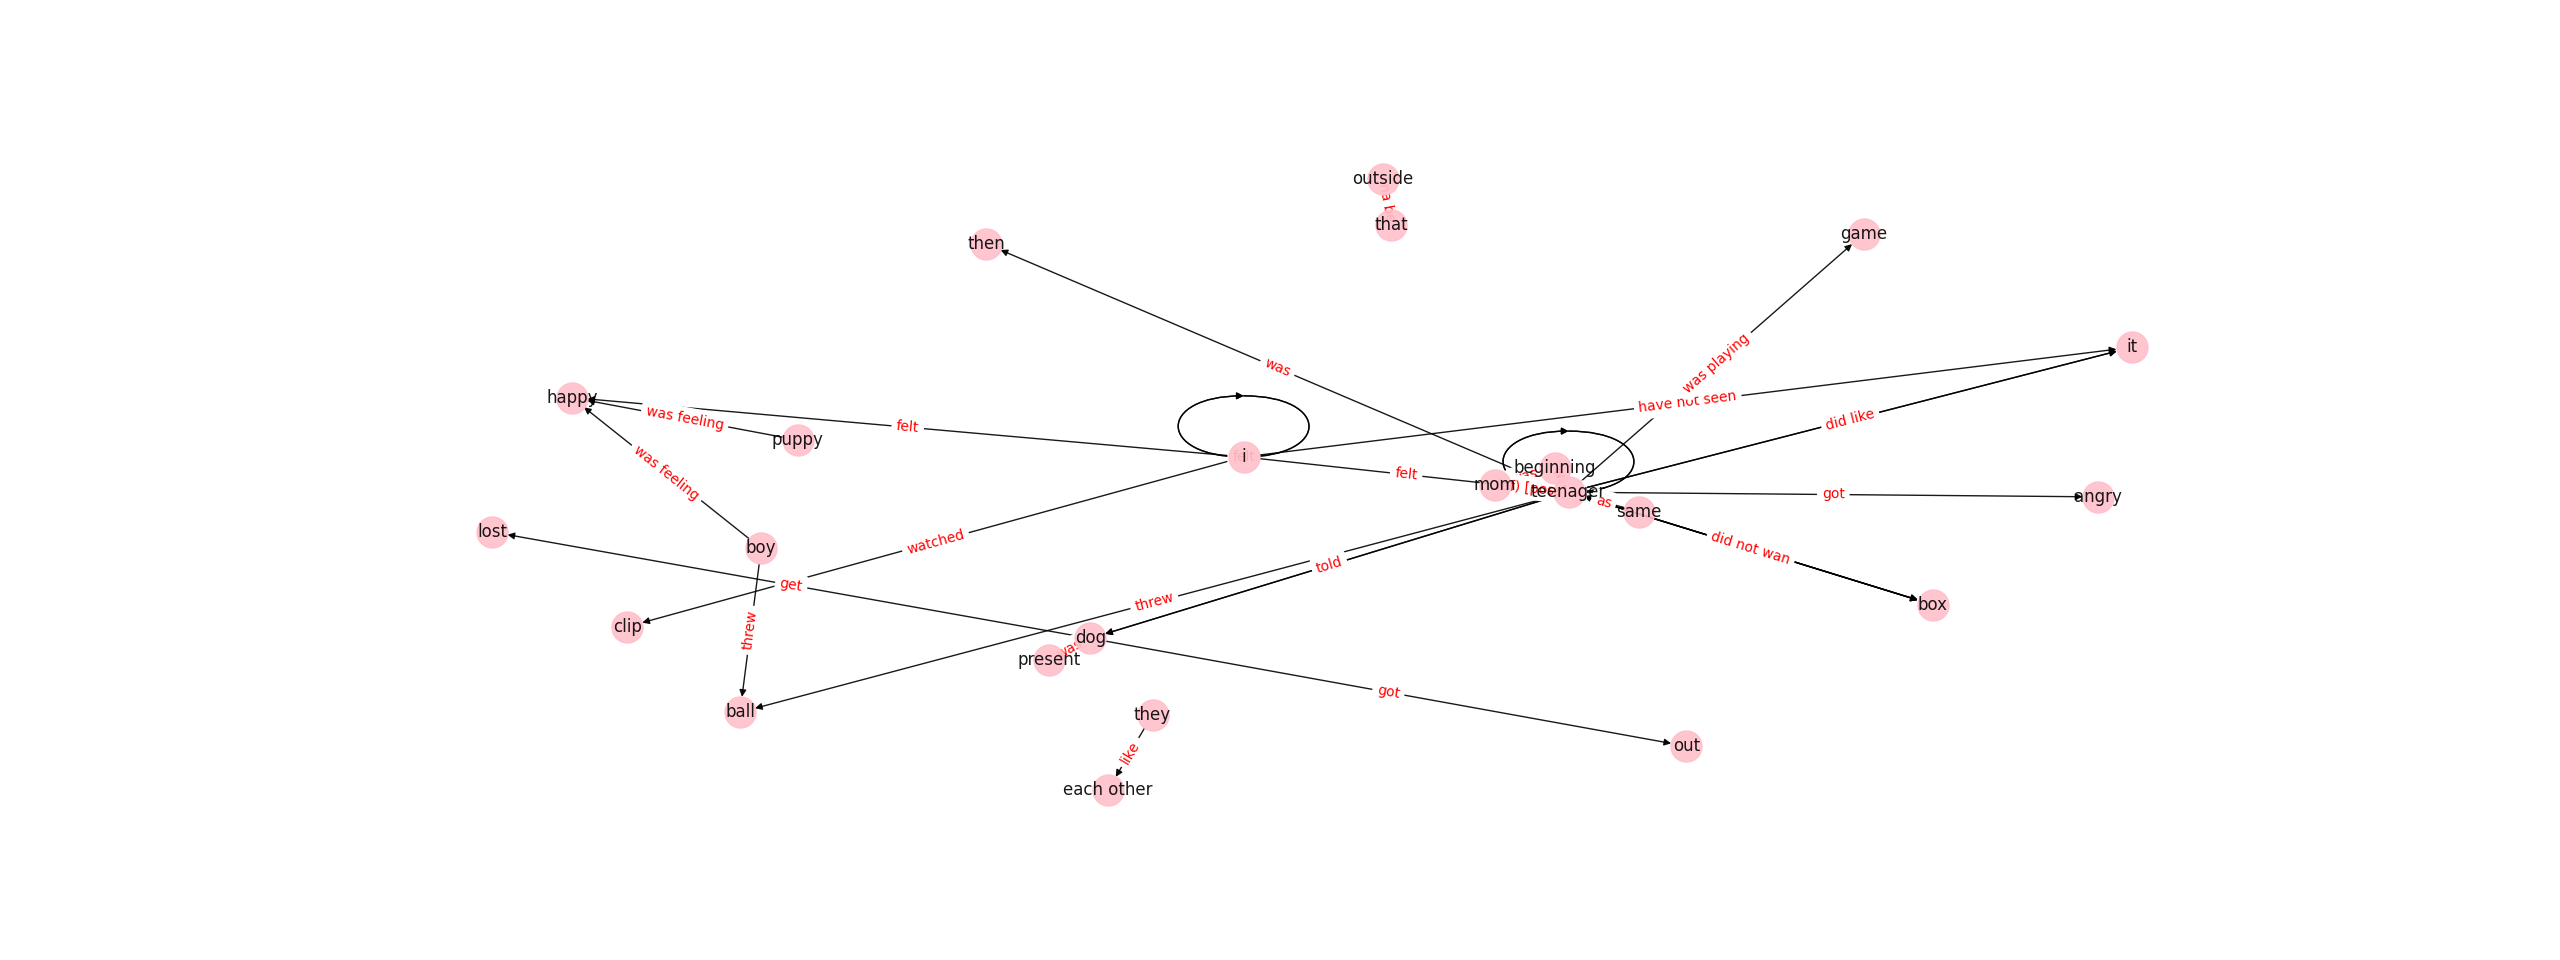 outside
that
then
game
it
was
was playing
happy
was feeling
have not seen
felt
did like
puppy
i
felt
beginning
was feeling
mom
teenager
got
angry
as
same
lost
watched
boy
did not wan
told
get
threw
box
clip
threw
dog
present
got
ball
they
out
like
each other